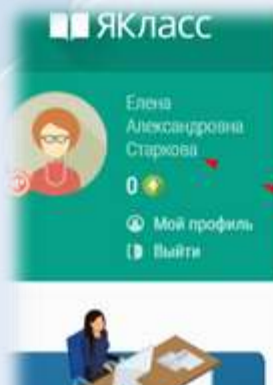 ЯКласс
Елена
Александровна
Старкова
0
Мой профиль
Выйти